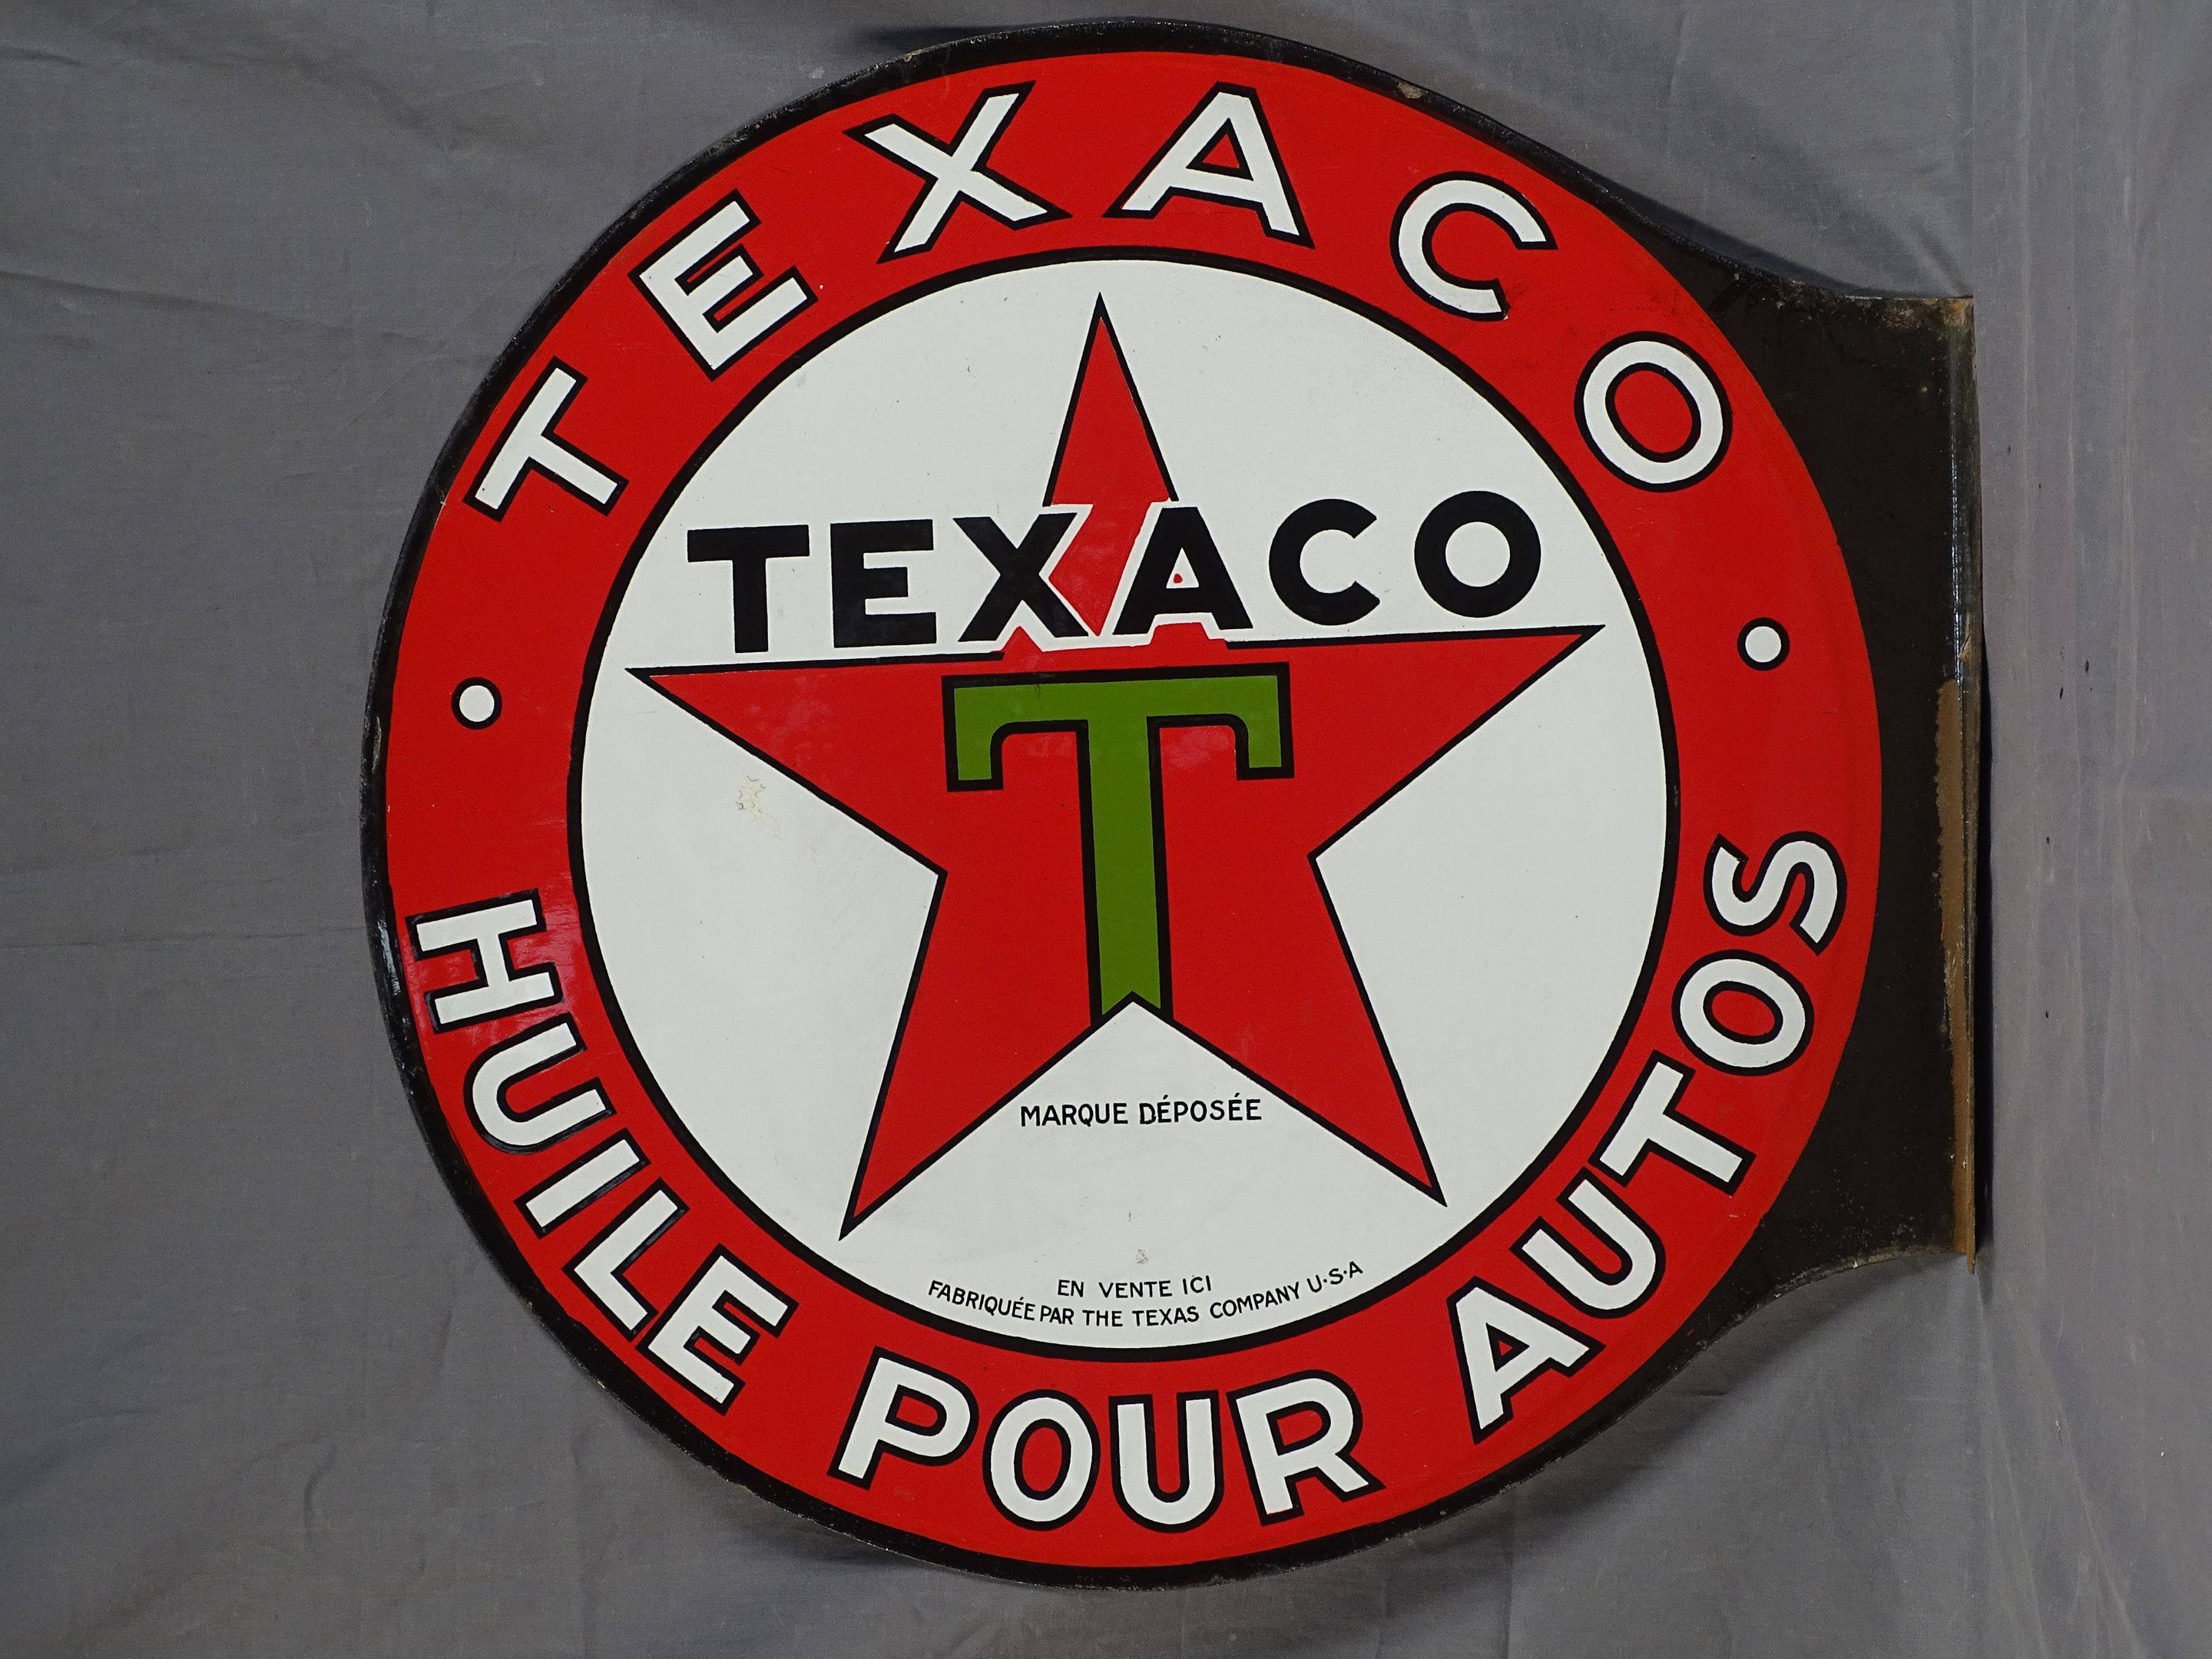 TEXACO
TEXACO
T
MARQUE DÉPOSÉE
EN VENTE ICI
FABRIQUÉE PAR THE TEXAS COMPANY U·S·A
HUILE POUR AUTOS